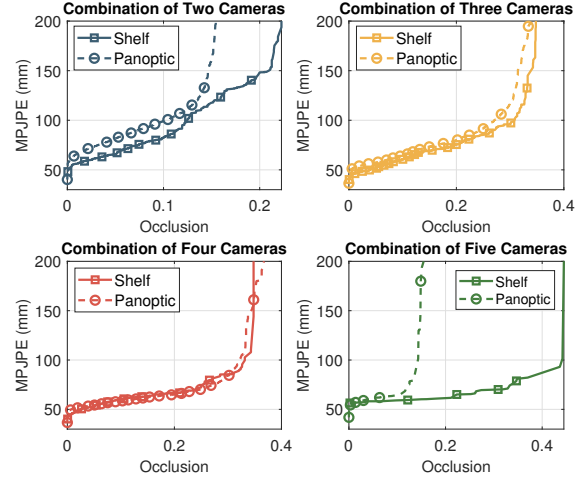 Combination of Two Cameras
200
150
100
50
MPJPE (mm)
Shelf
Panoptic
0
0.1
0.2
Occlusion
Combination of Three Cameras
200
150
100
50
MPJPE (mm)
Shelf
Panoptic
0
0.2
0.4
Occlusion
Combination of Four Cameras
200
150
100
50
MPJPE (mm)
Shelf
Panoptic
0
0.2
0.4
Occlusion
Combination of Five Cameras
200
150
100
50
MPJPE (mm)
Shelf
Panoptic
0
0.2
0.4
Occlusion